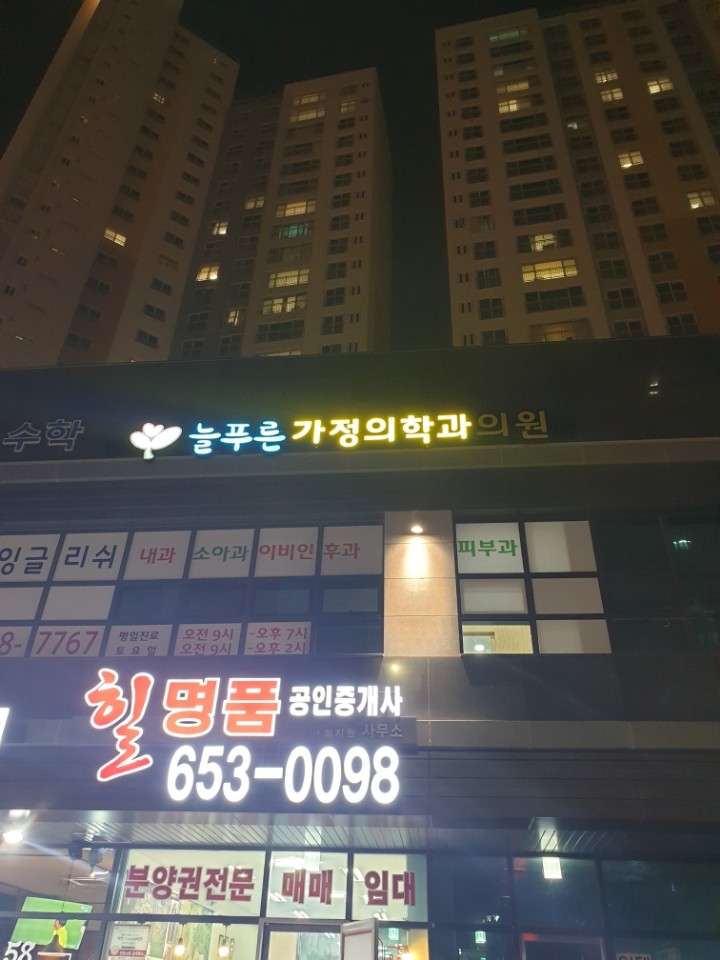 수학
늘푸른 가정의학과의원
잉글리쉬 내과 소아과 이비인후과 피부과
8-7767 평일진료 오전 9시 -오후 7시
토요일 오전 9시 -오후 2시
힐명품 공인중개사
사무소
653-0098
분양권전문 매매 임대
58